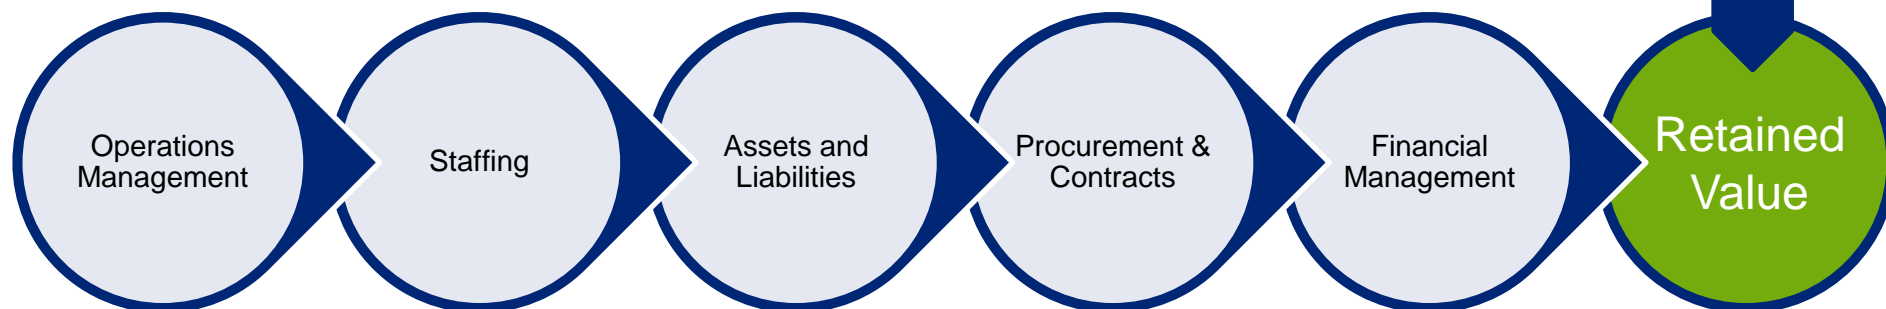 Operations
Management
Staffing
Assets and
Liabilities
Procurement &
Contracts
Financial
Management
Retained
Value